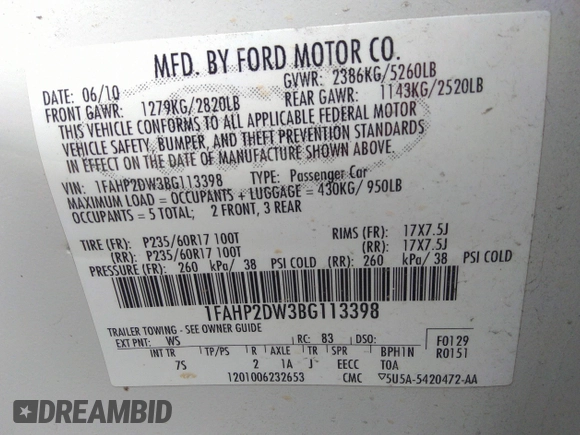 MFD. BY FORD MOTOR CO.
DATE: 06/10 GVWR: 2386KG/5260LB
FRONT GAWR: 1279KG/2820LB REAR GAWR: 1143KG/2520LB
THIS VEHICLE CONFORMS TO ALL APPLICABLE FEDERAL MOTOR
VEHICLE SAFETY, BUMPER, AND THEFT PREVENTION STANDARDS
IN EFFECT ON THE DATE OF MANUFACTURE SHOWN ABOVE.
VIN: 1FAHP2DW3BG113398 TYPE: Passenger Car
MAXIMUM LOAD = OCCUPANTS + LUGGAGE = 430KG/ 950LB
OCCUPANTS = 5 TOTAL; 2 FRONT, 3 REAR
TIRE (FR): P235/60R17 100T RIMS (FR): 17X7.5J
(RR): P235/60R17 100T (RR): 17X7.5J
PRESSURE (FR): 260 kPa/ 38 PSI COLD (RR): 260 kPa/ 38 PSI COLD
1FAHP2DW3BG113398
TRAILER TOWING - SEE OWNER GUIDE
EXT PNT: WS RC: B3 DSO: F0129
INT TR TP/PS R AXLE TR SPR BPH1N R0151
7S 2 1A J EECC TOA
1201006232653 CMC ▽5U5A-5420472-AA
DREAMBID